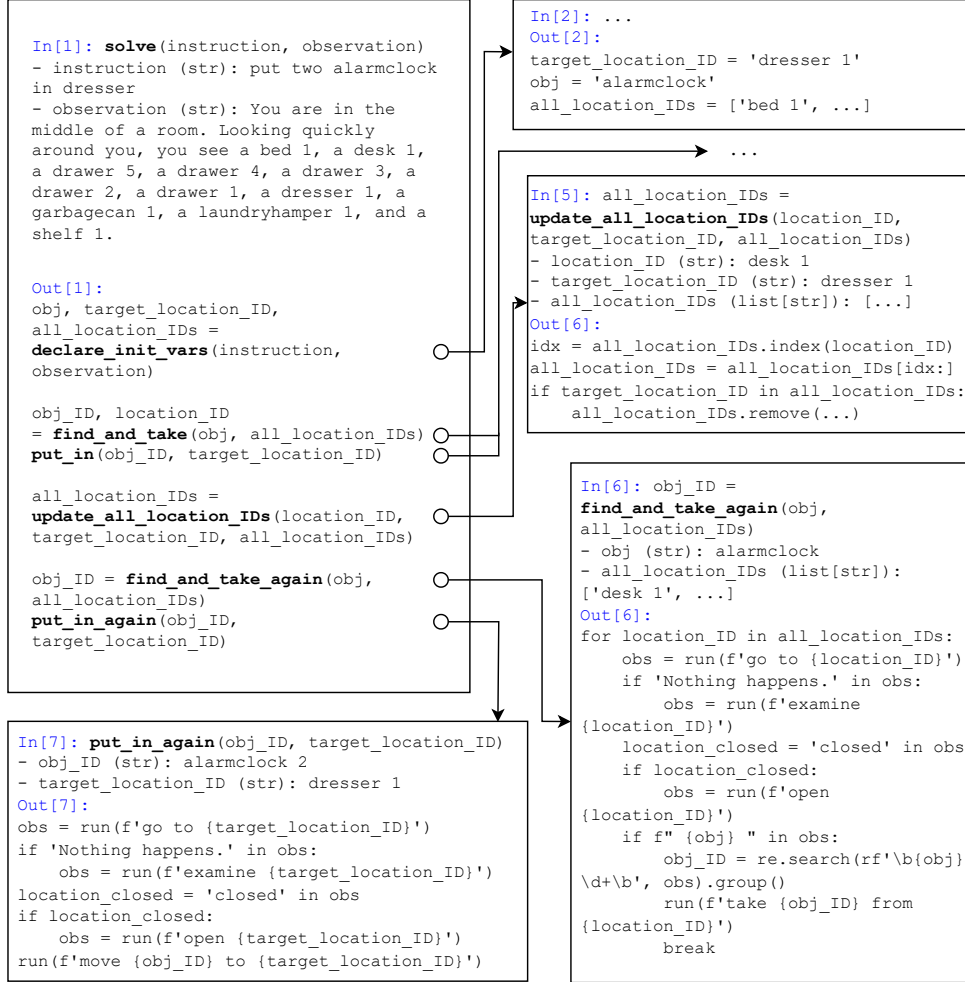 In[1]: solve(instruction, observation)
- instruction (str): put two alarmclock
in dresser
- observation (str): You are in the
middle of a room. Looking quickly
around you, you see a bed 1, a desk 1,
a drawer 5, a drawer 4, a drawer 3, a
drawer 2, a drawer 1, a dresser 1, a
garbagecan 1, a laundryhamper 1, and a
shelf 1.
Out[1]:
obj, target_location_ID,
all_location_IDs =
declare_init_vars(instruction,
observation)
obj_ID, location_ID
= find_and_take(obj, all_location_IDs)
put_in(obj_ID, target_location_ID)
all_location_IDs =
update_all_location_IDs(location_ID,
target_location_ID, all_location_IDs)
obj_ID = find_and_take_again(obj,
all_location_IDs)
put_in_again(obj_ID,
target_location_ID)
In[2]: ...
Out[2]:
target_location_ID = 'dresser 1'
obj = 'alarmclock'
all_location_IDs = ['bed 1', ...]
...
In[5]: all_location_IDs =
update_all_location_IDs(location_ID,
target_location_ID, all_location_IDs)
- location_ID (str): desk 1
- target_location_ID (str): dresser 1
- all_location_IDs (list[str]): [...]
Out[6]:
idx = all_location_IDs.index(location_ID)
all_location_IDs = all_location_IDs[idx:]
if target_location_ID in all_location_IDs:
    all_location_IDs.remove(...)
In[6]: obj_ID =
find_and_take_again(obj,
all_location_IDs)
- obj (str): alarmclock
- all_location_IDs (list[str]):
['desk 1', ...]
Out[6]:
for location_ID in all_location_IDs:
    obs = run(f'go to {location_ID}')
    if 'Nothing happens.' in obs:
        obs = run(f'examine
{location_ID}')
    location_closed = 'closed' in obs
    if location_closed:
        obs = run(f'open
{location_ID}')
    if f" {obj} " in obs:
        obj_ID = re.search(rf'\b{obj}
\d+\b', obs).group()
        run(f'take {obj_ID} from
{location_ID}')
        break
In[7]: put_in_again(obj_ID, target_location_ID)
- obj_ID (str): alarmclock 2
- target_location_ID (str): dresser 1
Out[7]:
obs = run(f'go to {target_location_ID}')
if 'Nothing happens.' in obs:
    obs = run(f'examine {target_location_ID}')
location_closed = 'closed' in obs
if location_closed:
    obs = run(f'open {target_location_ID}')
run(f'move {obj_ID} to {target_location_ID}')